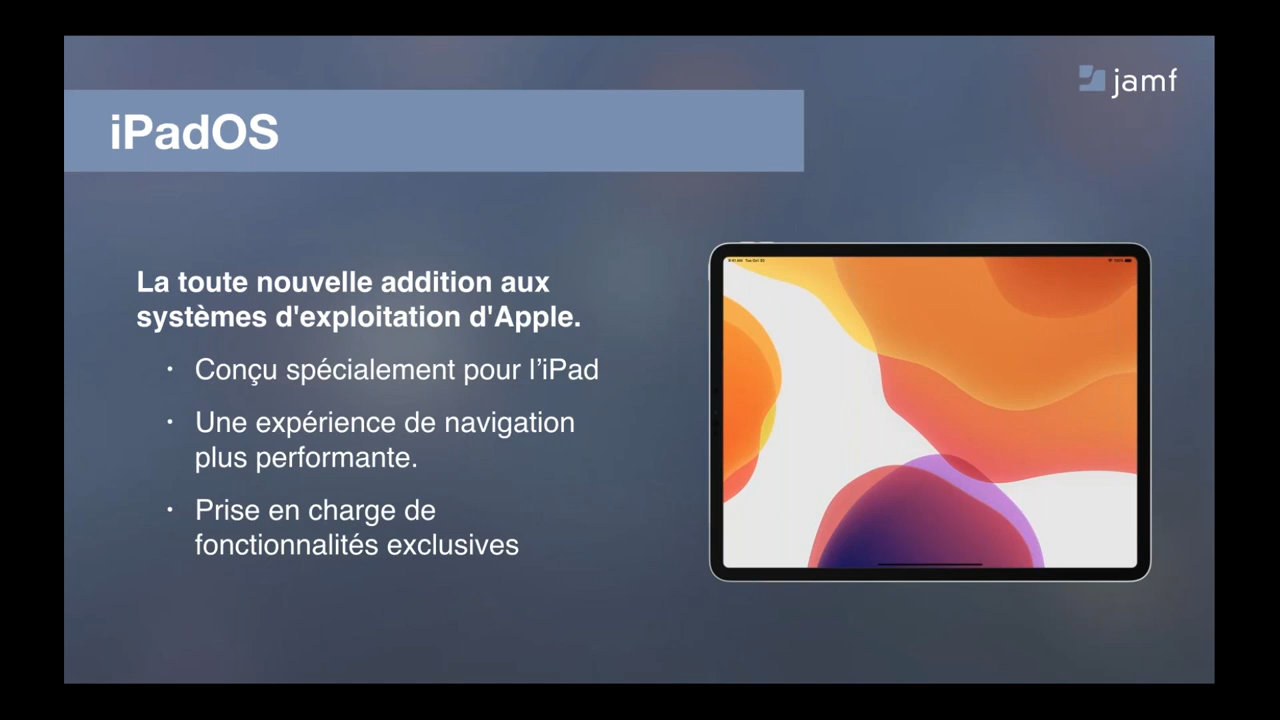 jamf
iPadOS
La toute nouvelle addition aux
systèmes d'exploitation d'Apple.
· Conçu spécialement pour l’iPad
· Une expérience de navigation
plus performante.
· Prise en charge de
fonctionnalités exclusives